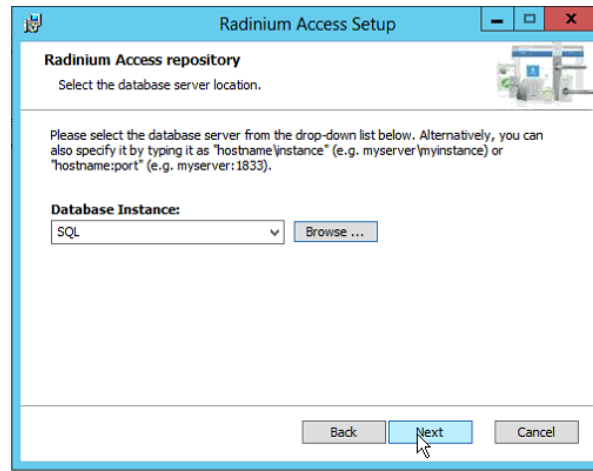 Radinium Access Setup
Radinium Access repository
Select the database server location.
Please select the database server from the drop-down list below. Alternatively, you can
also specify it by typing it as "hostname\instance" (e.g. myserver\myinstance) or
"hostname:port" (e.g. myserver:1833).
Database Instance:
SQL
Browse ...
Back
Next
Cancel